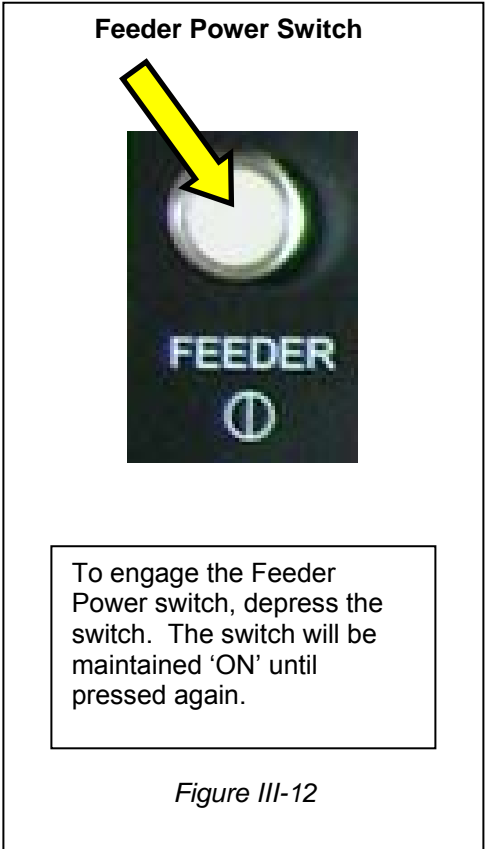 Feeder Power Switch
FEEDER
To engage the Feeder
Power switch, depress the
switch.  The switch will be
maintained ‘ON’ until
pressed again.
Figure III-12